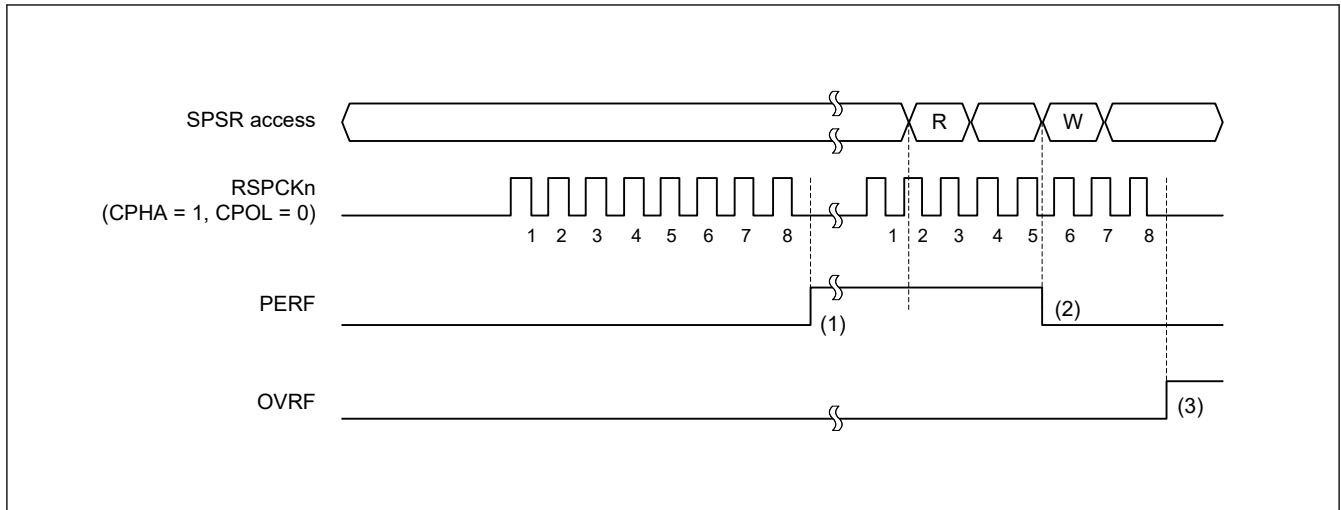 SPSR access
R
W
RSPCKn
(CPHA = 1, CPOL = 0)
1 2 3 4 5 6 7 8 1 2 3 4 5 6 7 8
PERF
(1)
(2)
OVRF
(3)